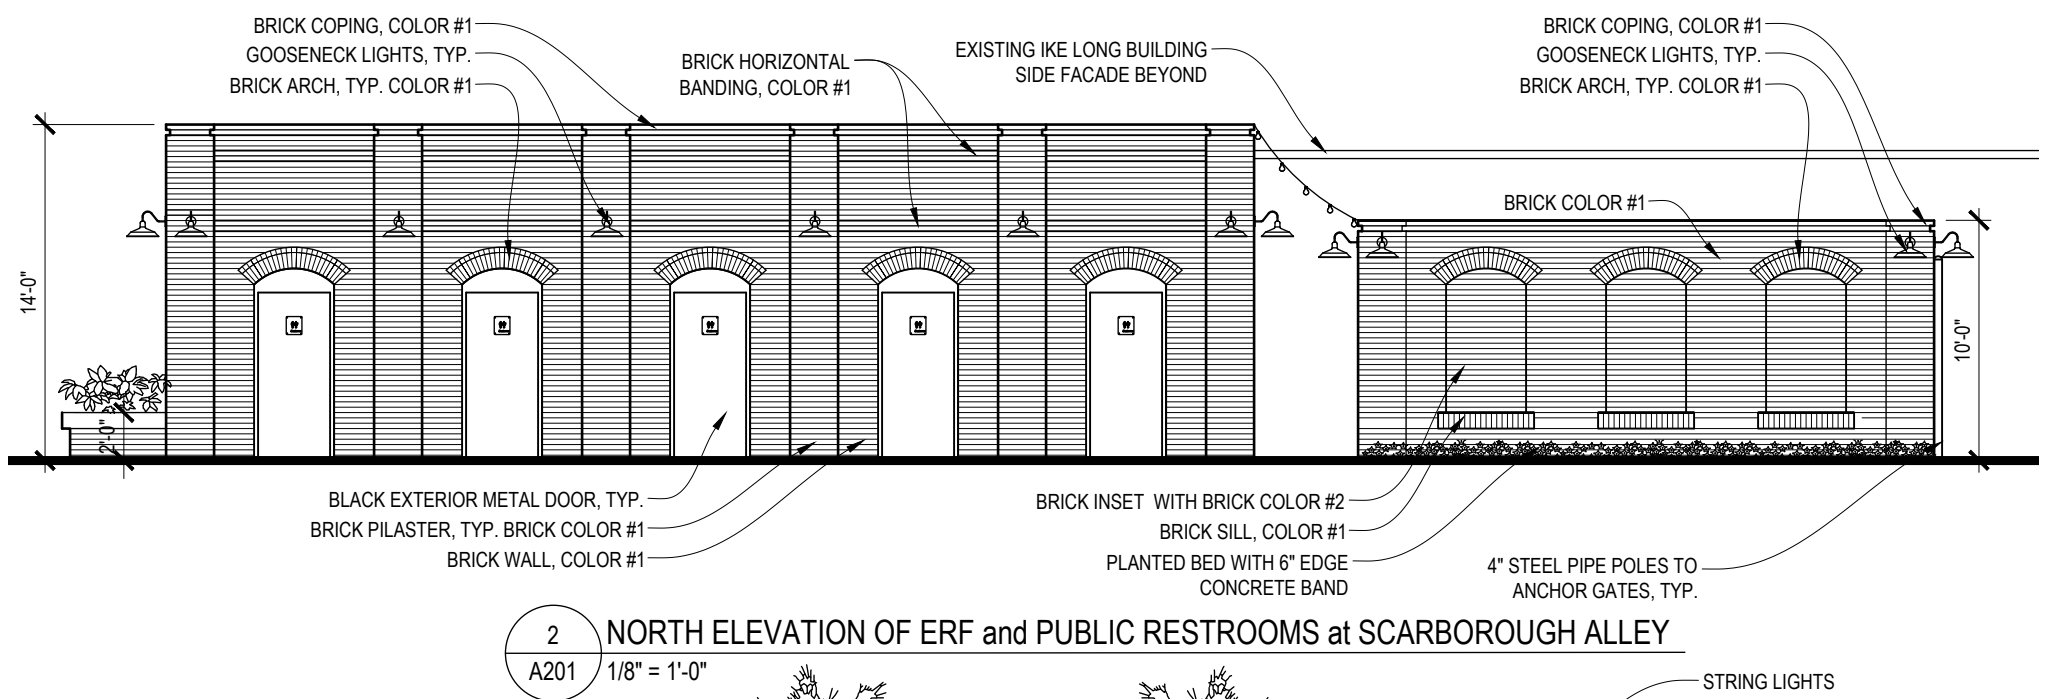 BRICK COPING, COLOR #1
GOOSENECK LIGHTS, TYP.
BRICK ARCH, TYP. COLOR #1
BRICK HORIZONTAL
BANDING, COLOR #1
EXISTING IKE LONG BUILDING
SIDE FACADE BEYOND
BRICK COPING, COLOR #1
GOOSENECK LIGHTS, TYP.
BRICK ARCH, TYP. COLOR #1
BRICK COLOR #1
14'-0"
10'-0"
2'-0"
BLACK EXTERIOR METAL DOOR, TYP.
BRICK PILASTER, TYP. BRICK COLOR #1
BRICK WALL, COLOR #1
BRICK INSET WITH BRICK COLOR #2
BRICK SILL, COLOR #1
PLANTED BED WITH 6" EDGE
CONCRETE BAND
4" STEEL PIPE POLES TO
ANCHOR GATES, TYP.
2
A201
NORTH ELEVATION OF ERF and PUBLIC RESTROOMS at SCARBOROUGH ALLEY
1/8" = 1'-0"
STRING LIGHTS